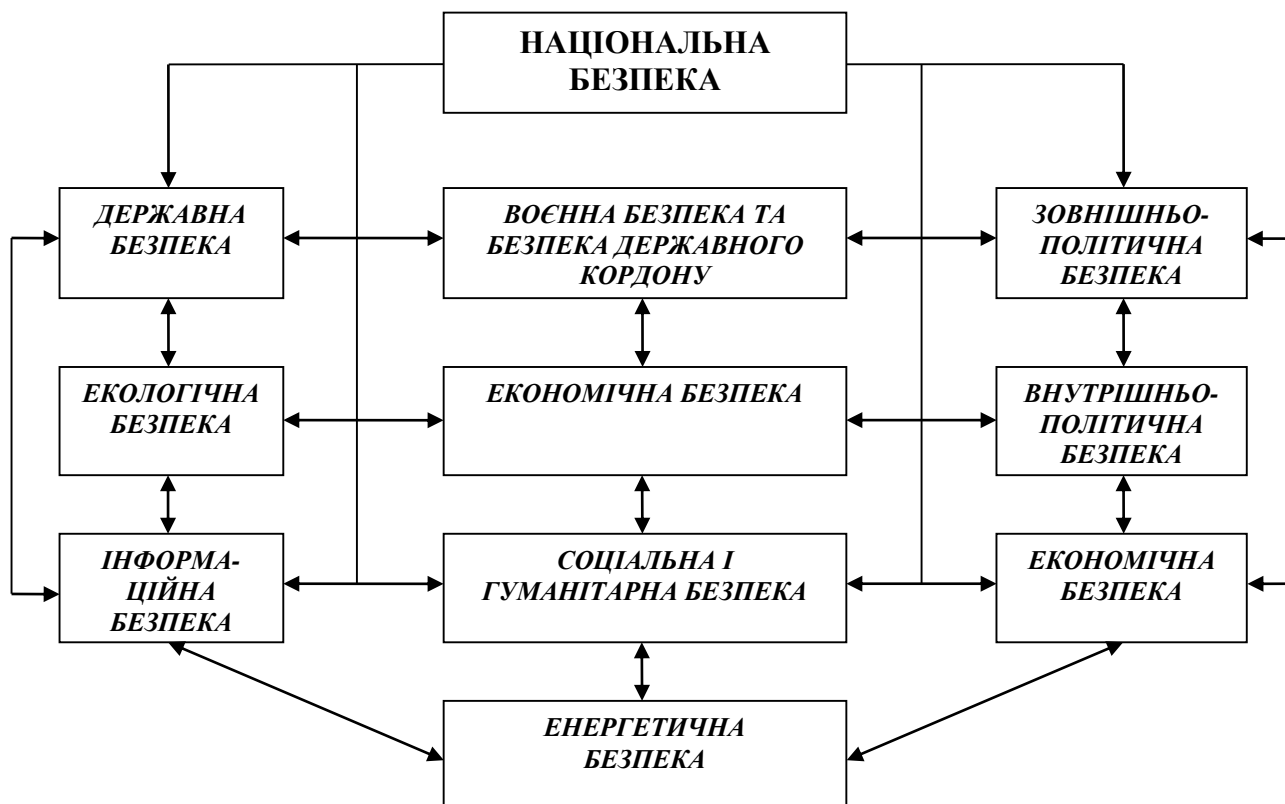 НАЦІОНАЛЬНА
БЕЗПЕКА
ДЕРЖАВНА
БЕЗПЕКА
ВОЄННА БЕЗПЕКА ТА
БЕЗПЕКА ДЕРЖАВНОГО
КОРДОНУ
ЗОВНІШНЬО-
ПОЛІТИЧНА
БЕЗПЕКА
ЕКОЛОГІЧНА
БЕЗПЕКА
ЕКОНОМІЧНА БЕЗПЕКА
ВНУТРІШНЬО-
ПОЛІТИЧНА
БЕЗПЕКА
ІНФОРМА-
ЦІЙНА
БЕЗПЕКА
СОЦІАЛЬНА І
ГУМАНІТАРНА БЕЗПЕКА
ЕКОНОМІЧНА
БЕЗПЕКА
ЕНЕРГЕТИЧНА
БЕЗПЕКА